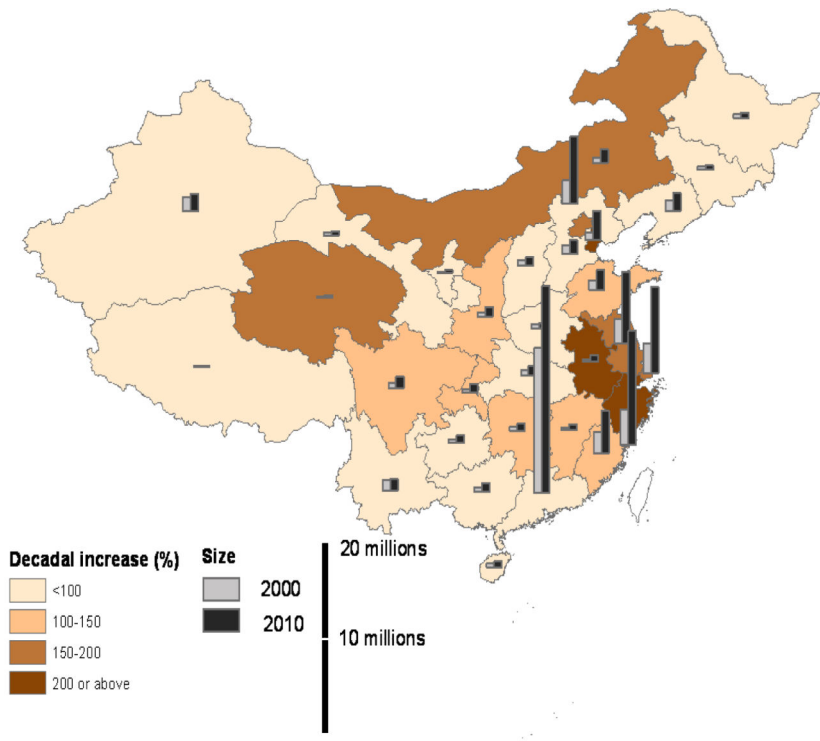 Decadal increase (%)
<100
100-150
150-200
200 or above
Size
2000
2010
20 millions
10 millions